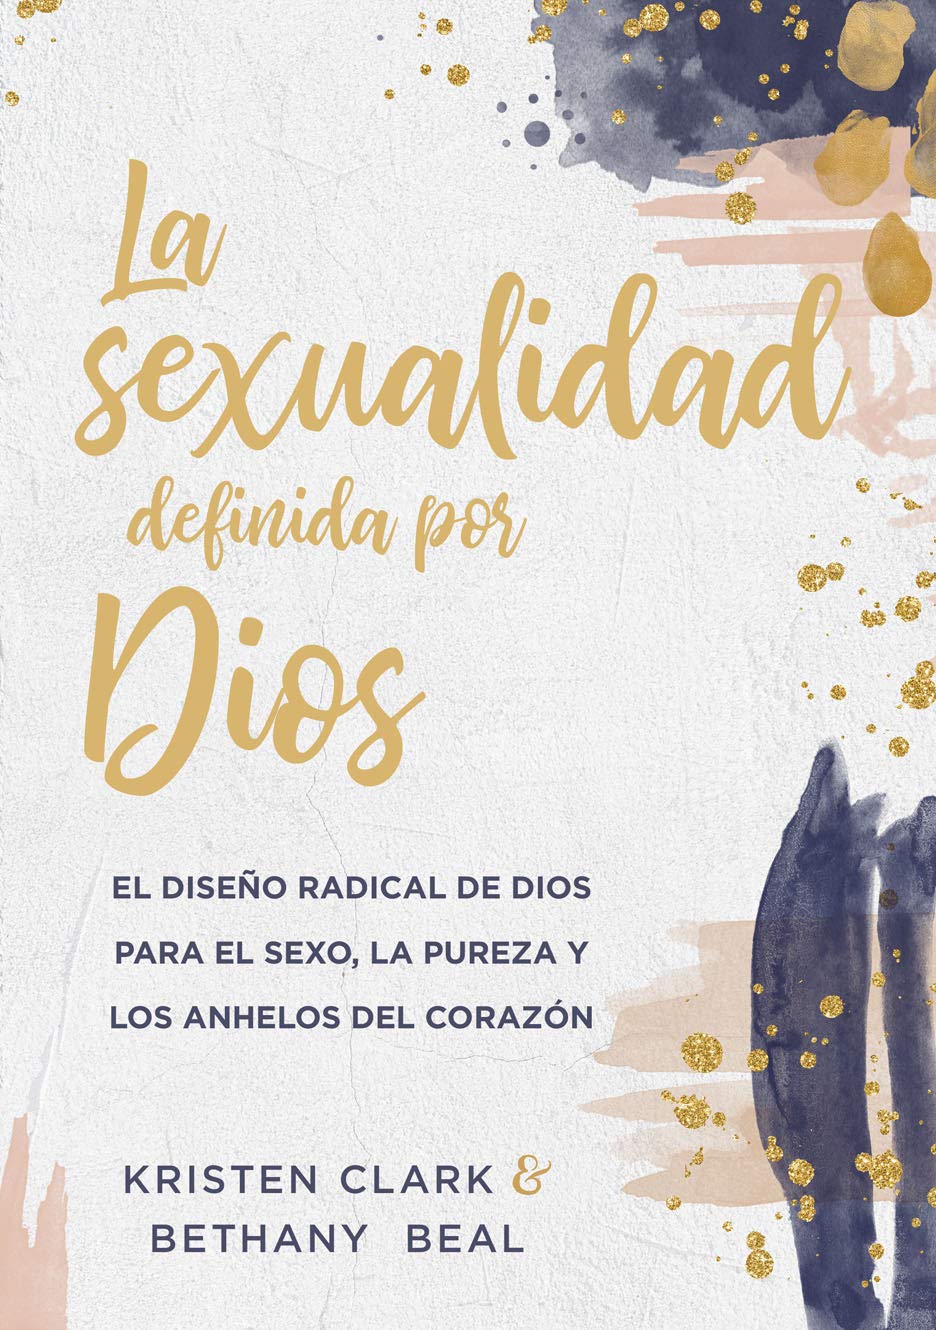 La
sexualidad
definida por
Dios
EL DISEÑO RADICAL DE DIOS
PARA EL SEXO, LA PUREZA Y
LOS ANHELOS DEL CORAZÓN
KRISTEN CLARK &
BETHANY BEAL